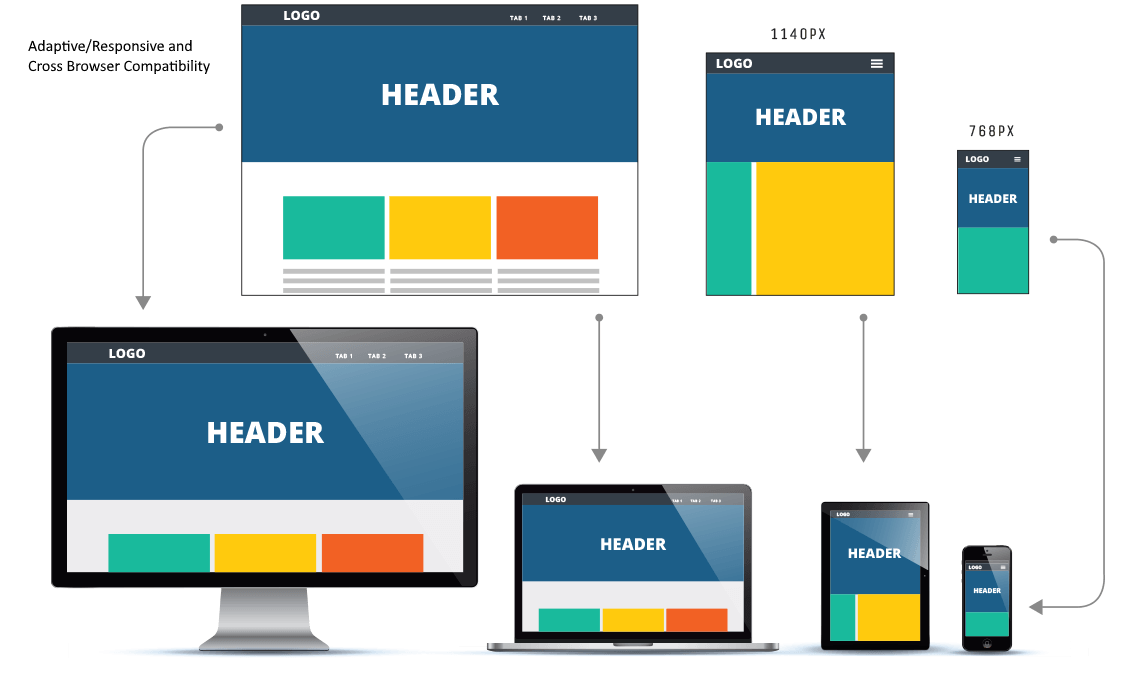 Adaptive/Responsive and
Cross Browser Compatibility
LOGO TAB 1 TAB 2 TAB 3
HEADER
1140PX
LOGO
HEADER
768PX
LOGO
HEADER
LOGO TAB 1 TAB 2 TAB 3
HEADER
LOGO TAB 1 TAB 2 TAB 3
HEADER
LOGO
HEADER
LOGO
HEADER